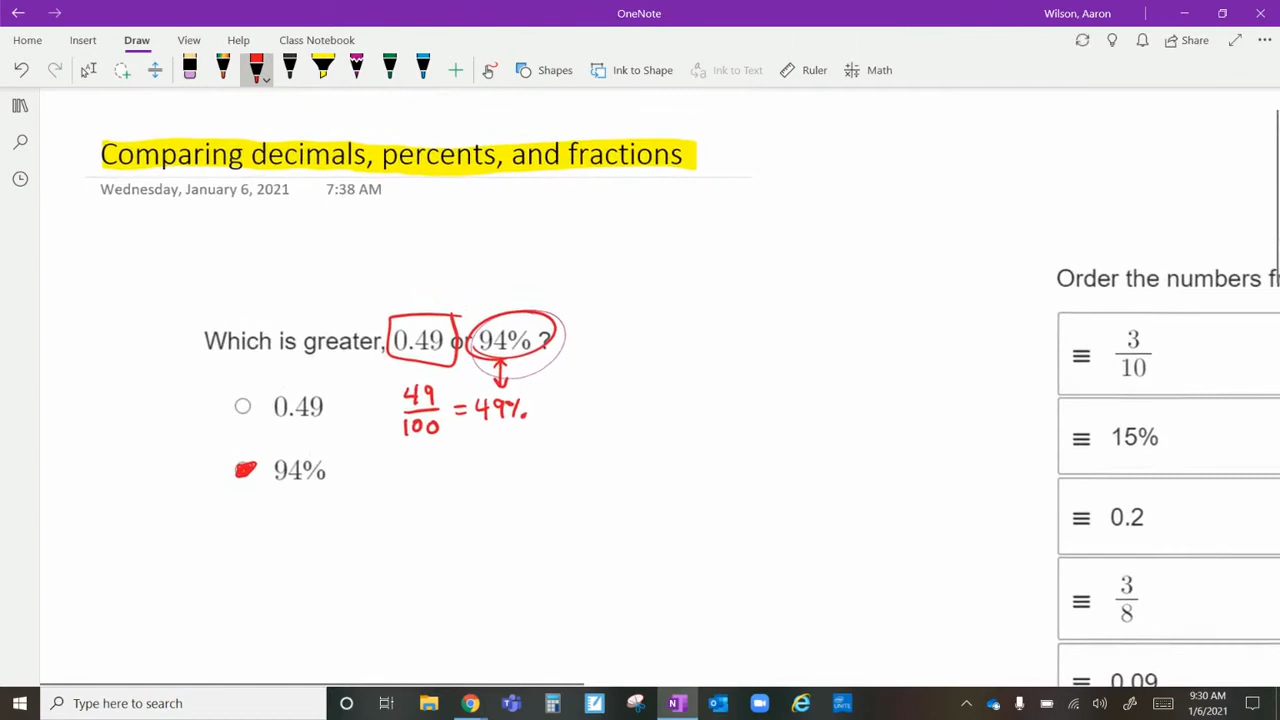 OneNote
Wilson, Aaron
Home Insert Draw View Help Class Notebook
Share
Shapes Ink to Shape Ink to Text Ruler Math
Comparing decimals, percents, and fractions
Wednesday, January 6, 2021 7:38 AM
Order the numbers f
Which is greater, 0.49 or 94% ?
3/10
0.49
49/100 = 49%
15%
94%
0.2
3/8
0.09
Type here to search
UNITE
9:30 AM
1/6/2021